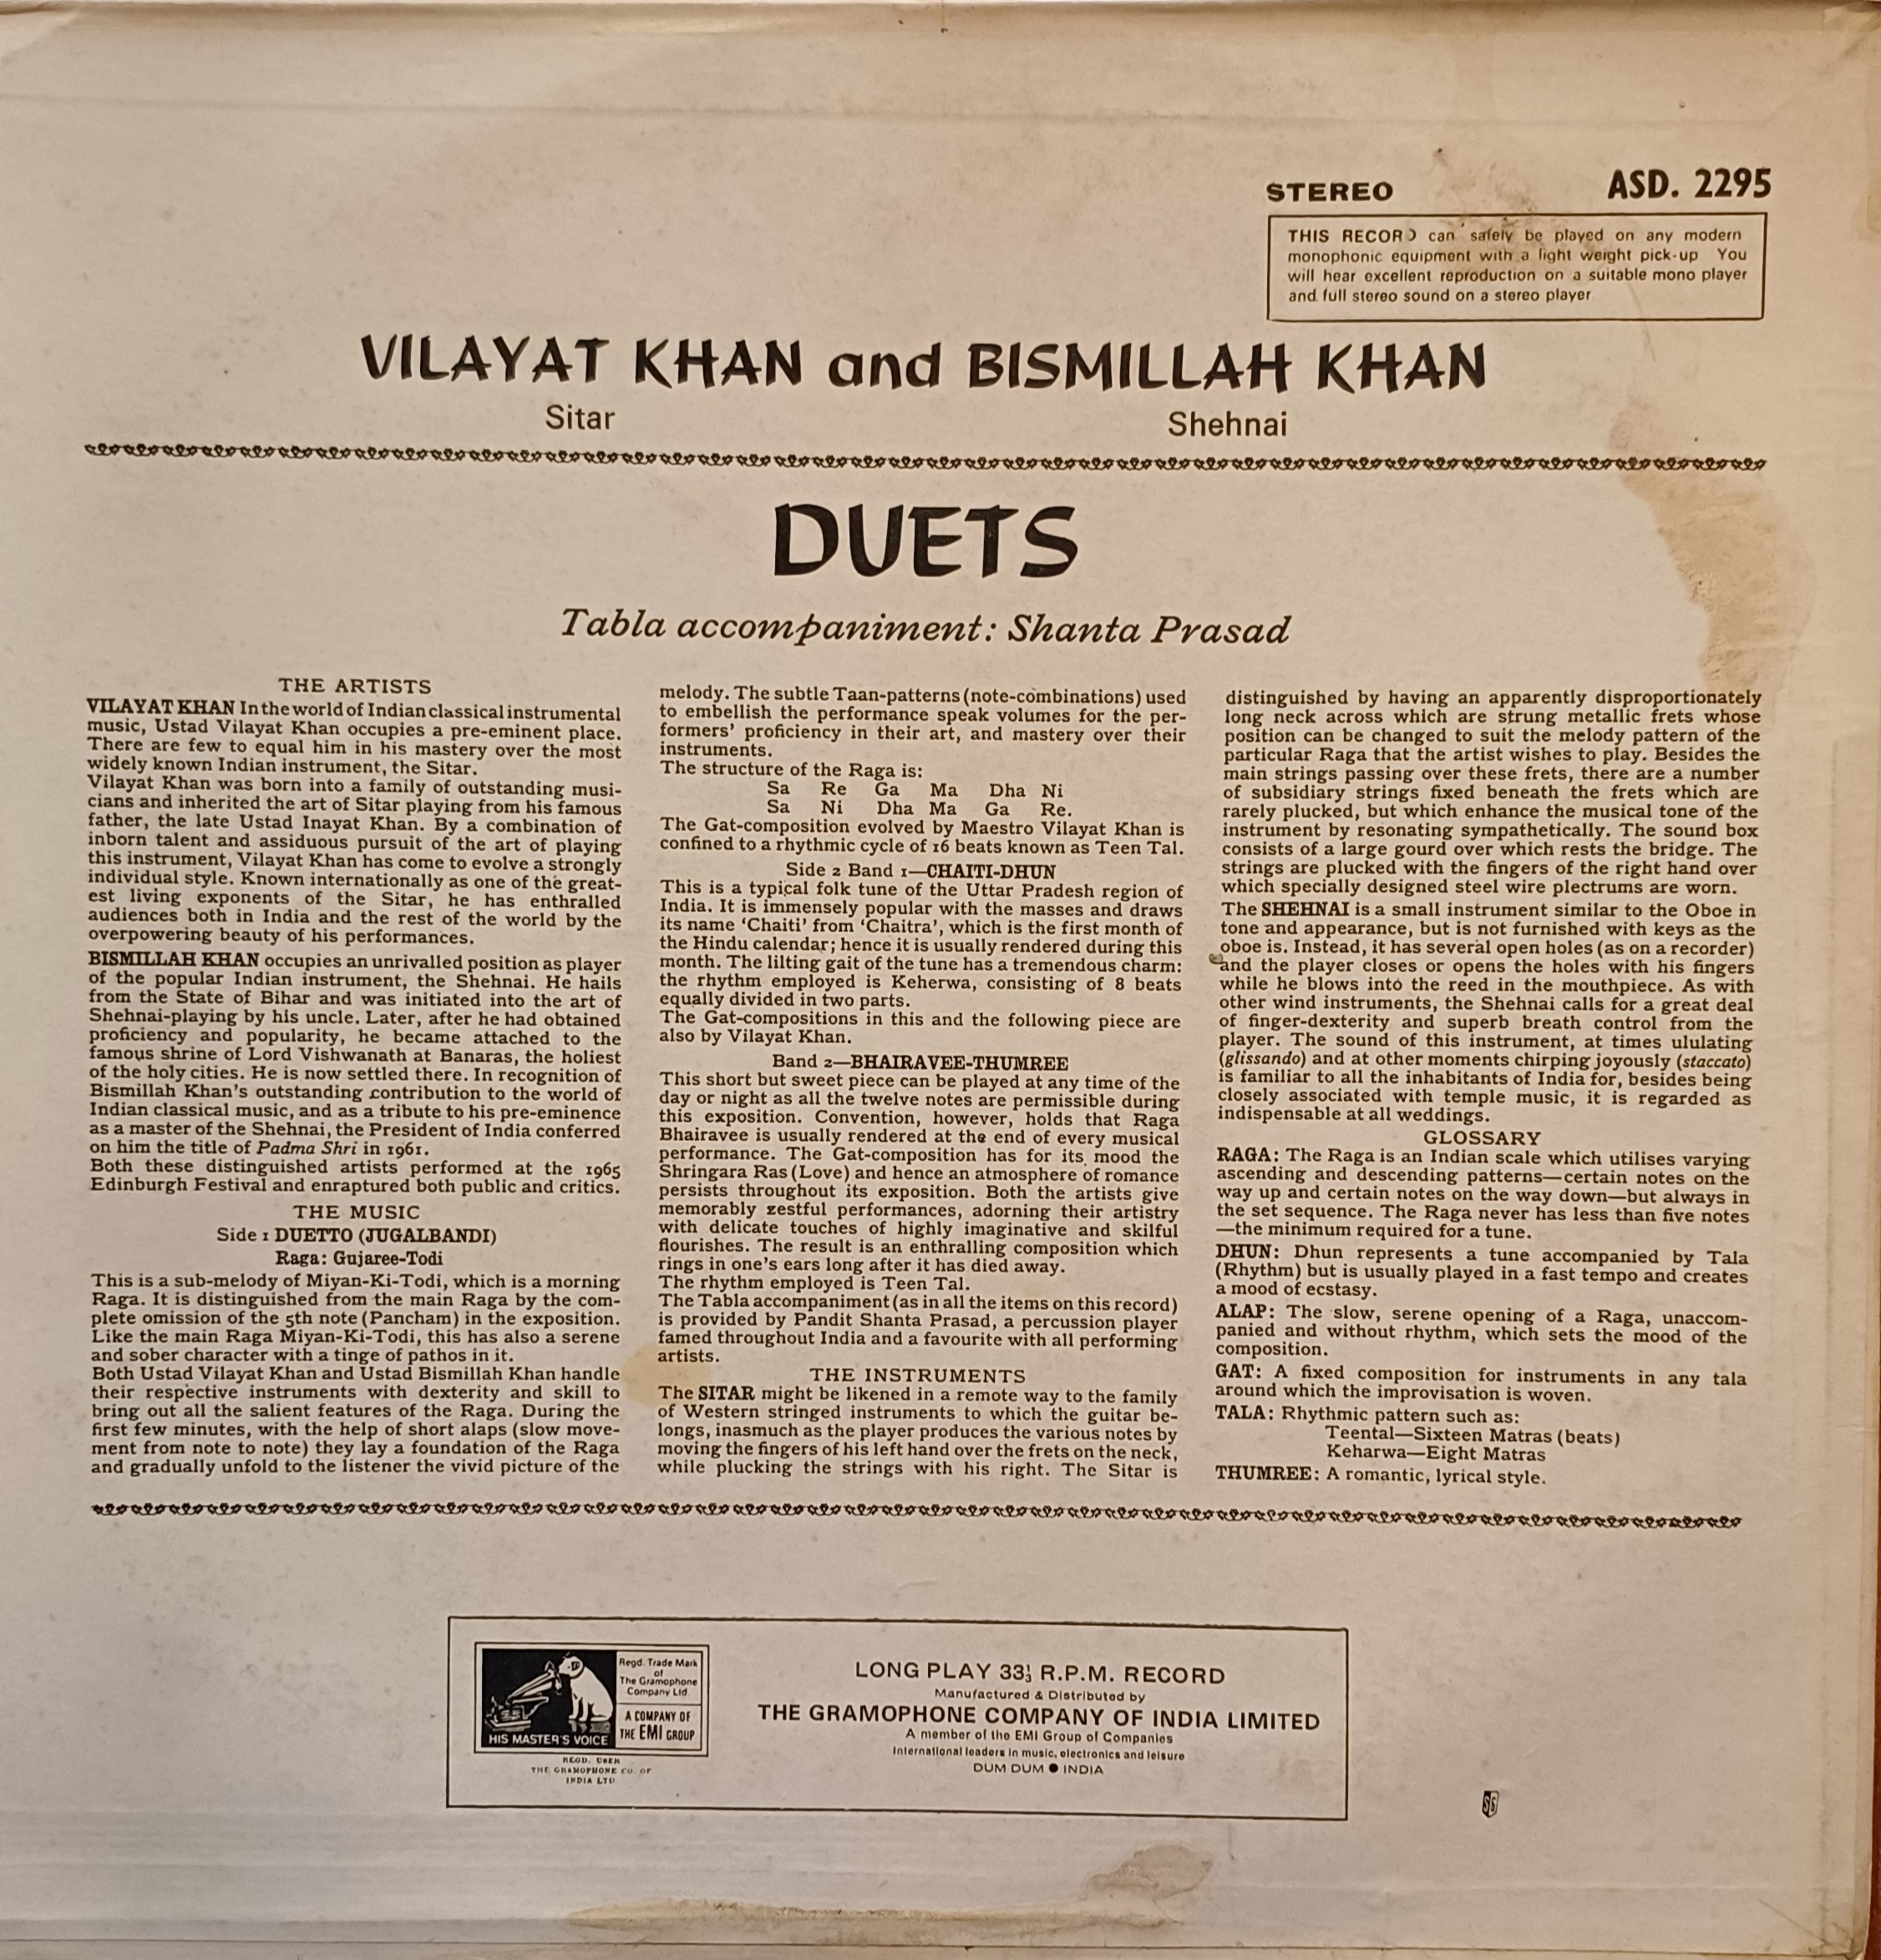 STEREO ASD. 2295
THIS RECORD can safely be played on any modern
monophonic equipment with a light weight pick-up You
will hear excellent reproduction on a suitable mono player
and full stereo sound on a stereo player
VILAYAT KHAN and BISMILLAH KHAN
Sitar Shehnai
DUETS
Tabla accompaniment: Shanta Prasad
THE ARTISTS
VILAYAT KHAN In the world of Indian classical instrumental
music, Ustad Vilayat Khan occupies a pre-eminent place.
There are few to equal him in his mastery over the most
widely known Indian instrument, the Sitar.
Vilayat Khan was born into a family of outstanding musi-
cians and inherited the art of Sitar playing from his famous
father, the late Ustad Inayat Khan. By a combination of
inborn talent and assiduous pursuit of the art of playing
this instrument, Vilayat Khan has come to evolve a strongly
individual style. Known internationally as one of the great-
est living exponents of the Sitar, he has enthralled
audiences both in India and the rest of the world by the
overpowering beauty of his performances.
BISMILLAH KHAN occupies an unrivalled position as player
of the popular Indian instrument, the Shehnai. He hails
from the State of Bihar and was initiated into the art of
Shehnai-playing by his uncle. Later, after he had obtained
proficiency and popularity, he became attached to the
famous shrine of Lord Vishwanath at Banaras, the holiest
of the holy cities. He is now settled there. In recognition of
Bismillah Khan's outstanding contribution to the world of
Indian classical music, and as a tribute to his pre-eminence
as a master of the Shehnai, the President of India conferred
on him the title of Padma Shri in 1961.
Both these distinguished artists performed at the 1965
Edinburgh Festival and enraptured both public and critics.
THE MUSIC
Side 1 DUETTO (JUGALBANDI)
Raga: Gujaree-Todi
This is a sub-melody of Miyan-Ki-Todi, which is a morning
Raga. It is distinguished from the main Raga by the com-
plete omission of the 5th note (Pancham) in the exposition.
Like the main Raga Miyan-Ki-Todi, this has also a serene
and sober character with a tinge of pathos in it.
Both Ustad Vilayat Khan and Ustad Bismillah Khan handle
their respective instruments with dexterity and skill to
bring out all the salient features of the Raga. During the
first few minutes, with the help of short alaps (slow move-
ment from note to note) they lay a foundation of the Raga
and gradually unfold to the listener the vivid picture of the
melody. The subtle Taan-patterns (note-combinations) used
to embellish the performance speak volumes for the per-
formers' proficiency in their art, and mastery over their
instruments.
The structure of the Raga is:
Sa Re Ga Ma Dha Ni
Sa Ni Dha Ma Ga Re.
The Gat-composition evolved by Maestro Vilayat Khan is
confined to a rhythmic cycle of 16 beats known as Teen Tal.
Side 2 Band 1—CHAITI-DHUN
This is a typical folk tune of the Uttar Pradesh region of
India. It is immensely popular with the masses and draws
its name 'Chaiti' from 'Chaitra', which is the first month of
the Hindu calendar; hence it is usually rendered during this
month. The lilting gait of the tune has a tremendous charm:
the rhythm employed is Keherwa, consisting of 8 beats
equally divided in two parts.
The Gat-compositions in this and the following piece are
also by Vilayat Khan.
Band 2—BHAIRAVEE-THUMREE
This short but sweet piece can be played at any time of the
day or night as all the twelve notes are permissible during
this exposition. Convention, however, holds that Raga
Bhairavee is usually rendered at the end of every musical
performance. The Gat-composition has for its mood the
Shringara Ras (Love) and hence an atmosphere of romance
persists throughout its exposition. Both the artists give
memorably zestful performances, adorning their artistry
with delicate touches of highly imaginative and skilful
flourishes. The result is an enthralling composition which
rings in one's ears long after it has died away.
The rhythm employed is Teen Tal.
The Tabla accompaniment (as in all the items on this record)
is provided by Pandit Shanta Prasad, a percussion player
famed throughout India and a favourite with all performing
artists.
THE INSTRUMENTS
The SITAR might be likened in a remote way to the family
of Western stringed instruments to which the guitar be-
longs, inasmuch as the player produces the various notes by
moving the fingers of his left hand over the frets on the neck,
while plucking the strings with his right. The Sitar is
distinguished by having an apparently disproportionately
long neck across which are strung metallic frets whose
position can be changed to suit the melody pattern of the
particular Raga that the artist wishes to play. Besides the
main strings passing over these frets, there are a number
of subsidiary strings fixed beneath the frets which are
rarely plucked, but which enhance the musical tone of the
instrument by resonating sympathetically. The sound box
consists of a large gourd over which rests the bridge. The
strings are plucked with the fingers of the right hand over
which specially designed steel wire plectrums are worn.
The SHEHNAI is a small instrument similar to the Oboe in
tone and appearance, but is not furnished with keys as the
oboe is. Instead, it has several open holes (as on a recorder)
and the player closes or opens the holes with his fingers
while he blows into the reed in the mouthpiece. As with
other wind instruments, the Shehnai calls for a great deal
of finger-dexterity and superb breath control from the
player. The sound of this instrument, at times ululating
(glissando) and at other moments chirping joyously (staccato)
is familiar to all the inhabitants of India for, besides being
closely associated with temple music, it is regarded as
indispensable at all weddings.
GLOSSARY
RAGA: The Raga is an Indian scale which utilises varying
ascending and descending patterns—certain notes on the
way up and certain notes on the way down—but always in
the set sequence. The Raga never has less than five notes
—the minimum required for a tune.
DHUN: Dhun represents a tune accompanied by Tala
(Rhythm) but is usually played in a fast tempo and creates
a mood of ecstasy.
ALAP: The slow, serene opening of a Raga, unaccom-
panied and without rhythm, which sets the mood of the
composition.
GAT: A fixed composition for instruments in any tala
around which the improvisation is woven.
TALA: Rhythmic pattern such as:
Teental—Sixteen Matras (beats)
Keharwa—Eight Matras
THUMREE: A romantic, lyrical style.
HIS MASTER'S VOICE
Regd. Trade Mark
of
The Gramophone
Company Ltd.
A COMPANY OF
THE EMI GROUP
REGD. USER
THE GRAMOPHONE CO. OF
INDIA LTD
LONG PLAY 33⅓ R.P.M. RECORD
Manufactured & Distributed by
THE GRAMOPHONE COMPANY OF INDIA LIMITED
A member of the EMI Group of Companies
International leaders in music, electronics and leisure
DUM DUM ● INDIA